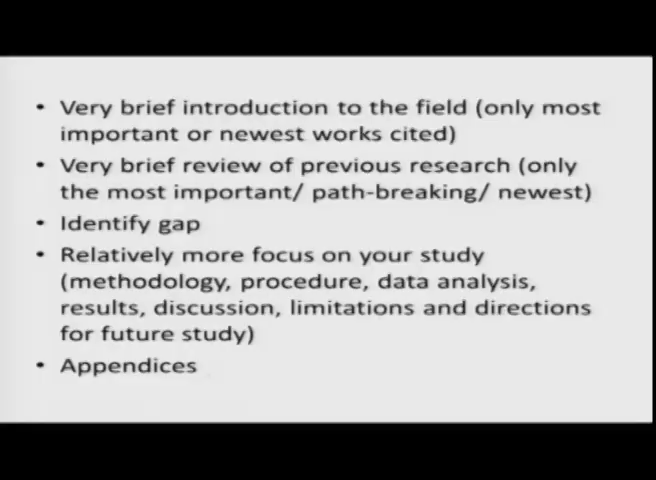 • Very brief introduction to the field (only most
important or newest works cited)
• Very brief review of previous research (only
the most important/ path-breaking/ newest)
• Identify gap
• Relatively more focus on your study
(methodology, procedure, data analysis,
results, discussion, limitations and directions
for future study)
• Appendices